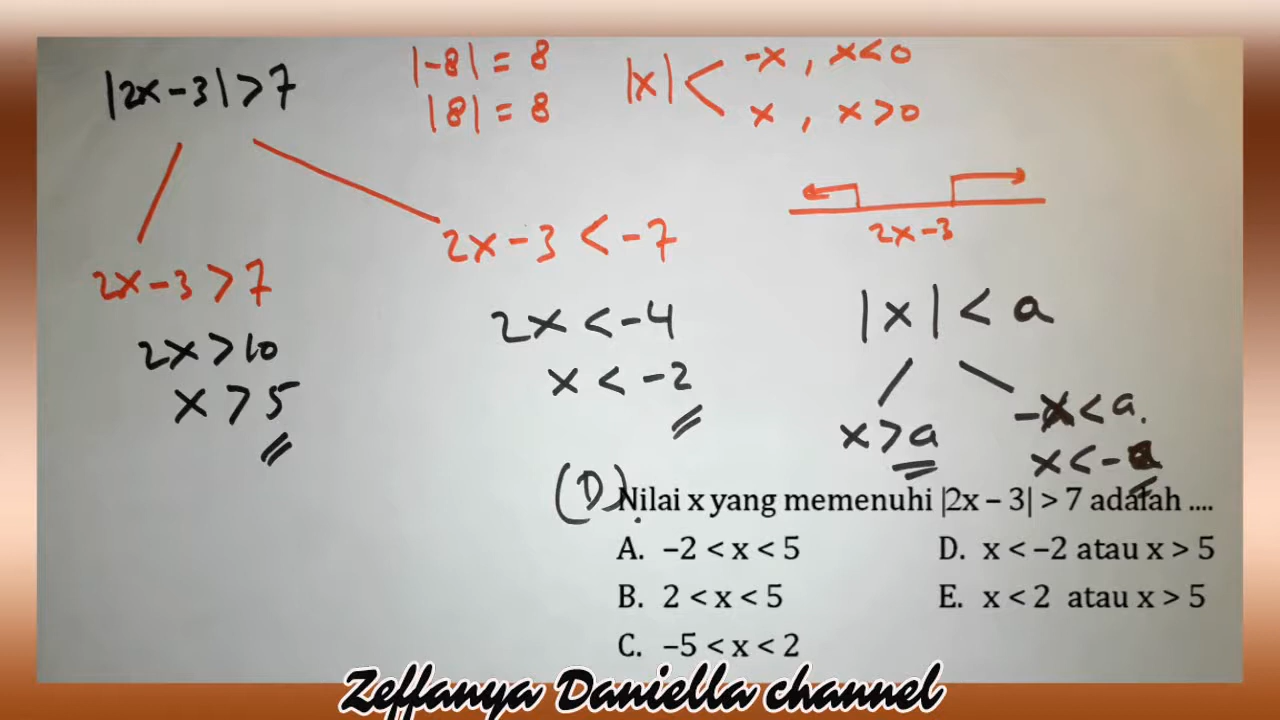 |2x-3| > 7
|-8| = 8
|8| = 8
|x| < -x , x<0
x , x>0
2x-3
2x-3 > 7
2x > 10
x > 5
2x-3 < -7
2x < -4
x < -2
|x| < a
x > a
-x < a.
x < -a
(D).
Nilai x yang memenuhi |2x – 3| > 7 adalah ....
A. –2 < x < 5
B. 2 < x < 5
C. –5 < x < 2
D. x < –2 atau x > 5
E. x < 2 atau x > 5
Zeffanya Daniella channel